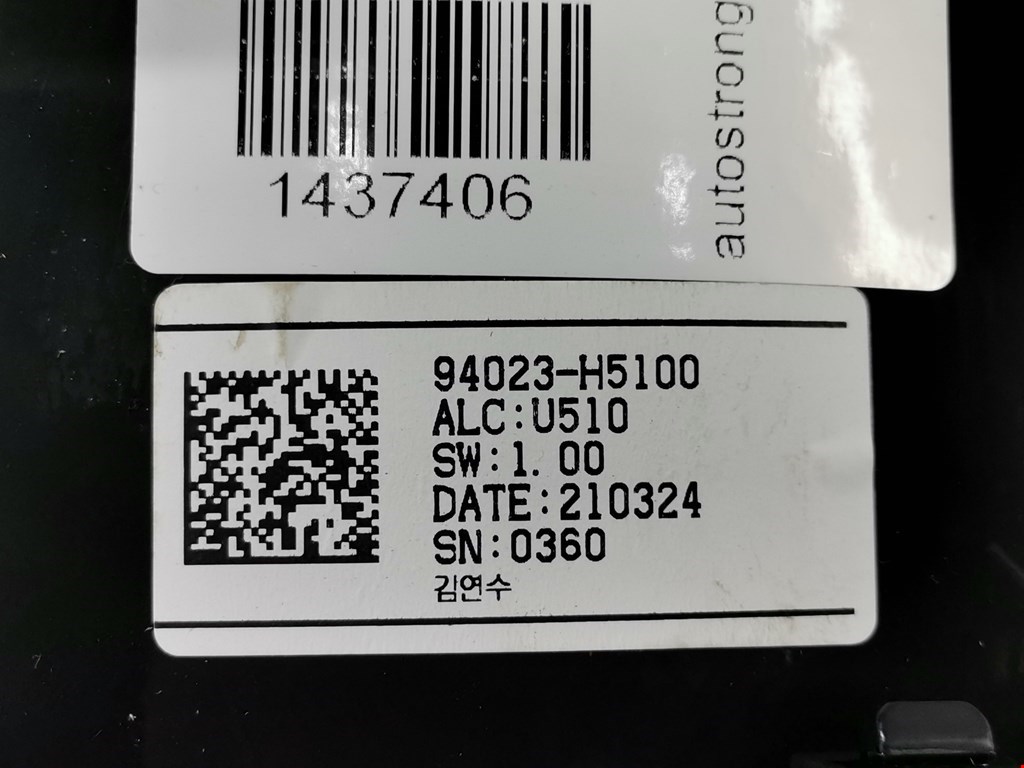 1437406
autostrong
94023-H5100
ALC:U510
SW:1.00
DATE:210324
SN:0360
김연수